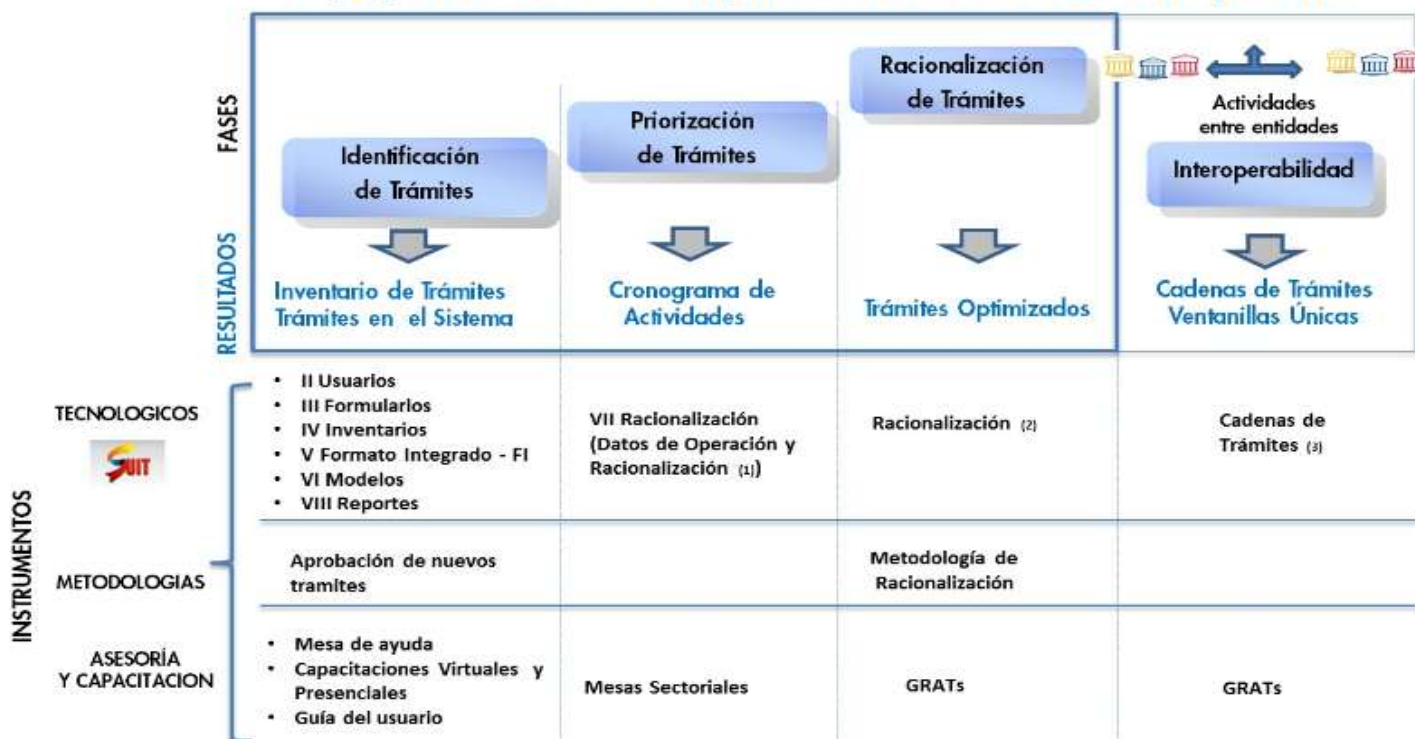 FASES
Identificación
de Trámites
Priorización
de Trámites
Racionalización
de Trámites
Actividades
entre entidades
Interoperabilidad
RESULTADOS
Inventario de Trámites
Trámites en el Sistema
Cronograma de
Actividades
Trámites Optimizados
Cadenas de Trámites
Ventanillas Únicas
INSTRUMENTOS
TECNOLOGICOS
SUIT
• II Usuarios
• III Formularios
• IV Inventarios
• V Formato Integrado - FI
• VI Modelos
• VIII Reportes
VII Racionalización
(Datos de Operación y
Racionalización (1))
Racionalización (2)
Cadenas de
Trámites (3)
METODOLOGIAS
Aprobación de nuevos
tramites
Metodología de
Racionalización
ASESORÍA
Y CAPACITACION
• Mesa de ayuda
• Capacitaciones Virtuales y
Presenciales
• Guía del usuario
Mesas Sectoriales
GRATs
GRATs